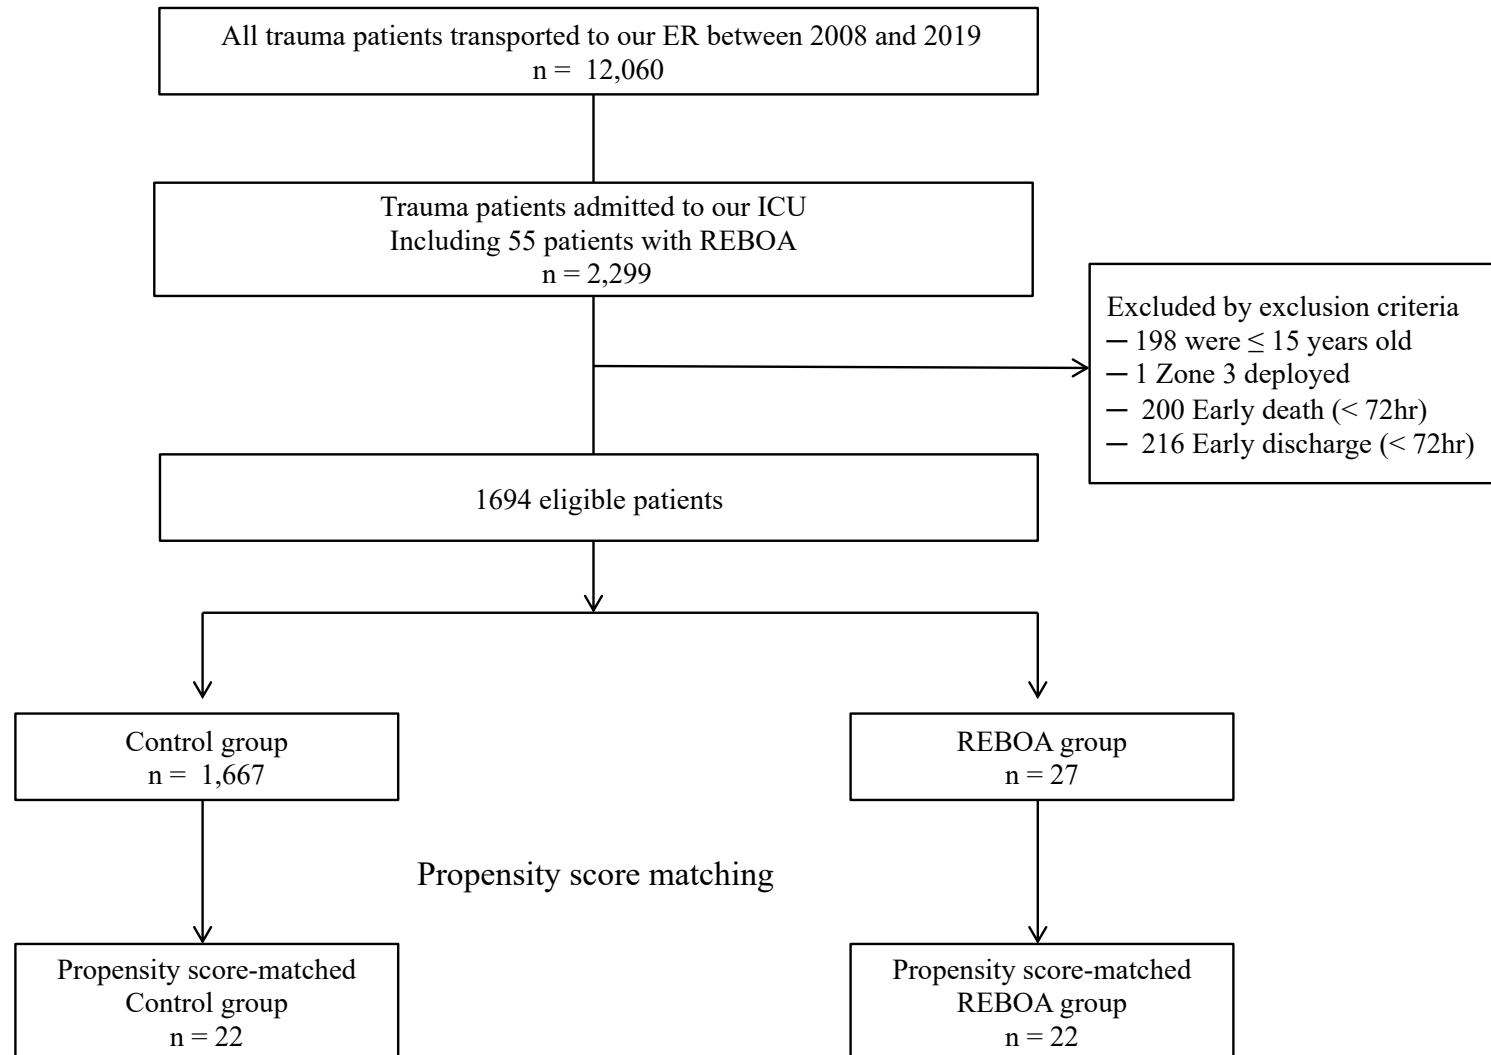 All trauma patients transported to our ER between 2008 and 2019
n = 12,060
Trauma patients admitted to our ICU
Including 55 patients with REBOA
n = 2,299
Excluded by exclusion criteria
— 198 were ≤ 15 years old
— 1 Zone 3 deployed
— 200 Early death (< 72hr)
— 216 Early discharge (< 72hr)
1694 eligible patients
Control group
n = 1,667
REBOA group
n = 27
Propensity score matching
Propensity score-matched
Control group
n = 22
Propensity score-matched
REBOA group
n = 22